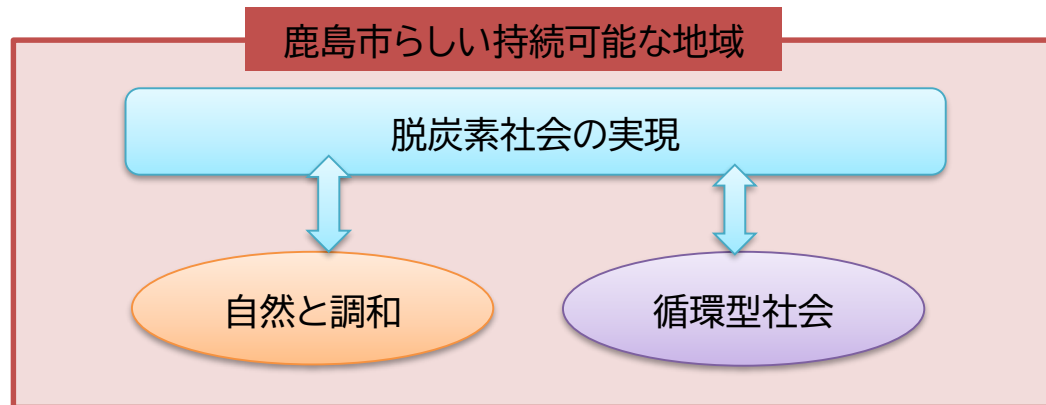 鹿島市らしい持続可能な地域
脱炭素社会の実現
自然と調和
循環型社会